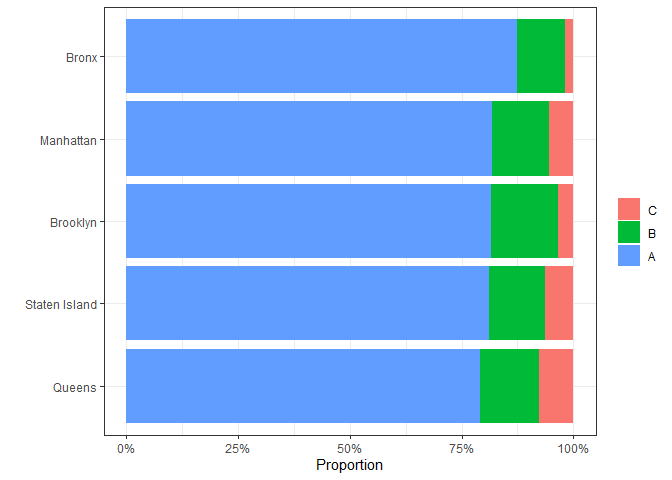 Bronx
Manhattan
Brooklyn
Staten Island
Queens
0% 25% 50% 75% 100%
Proportion
C
B
A